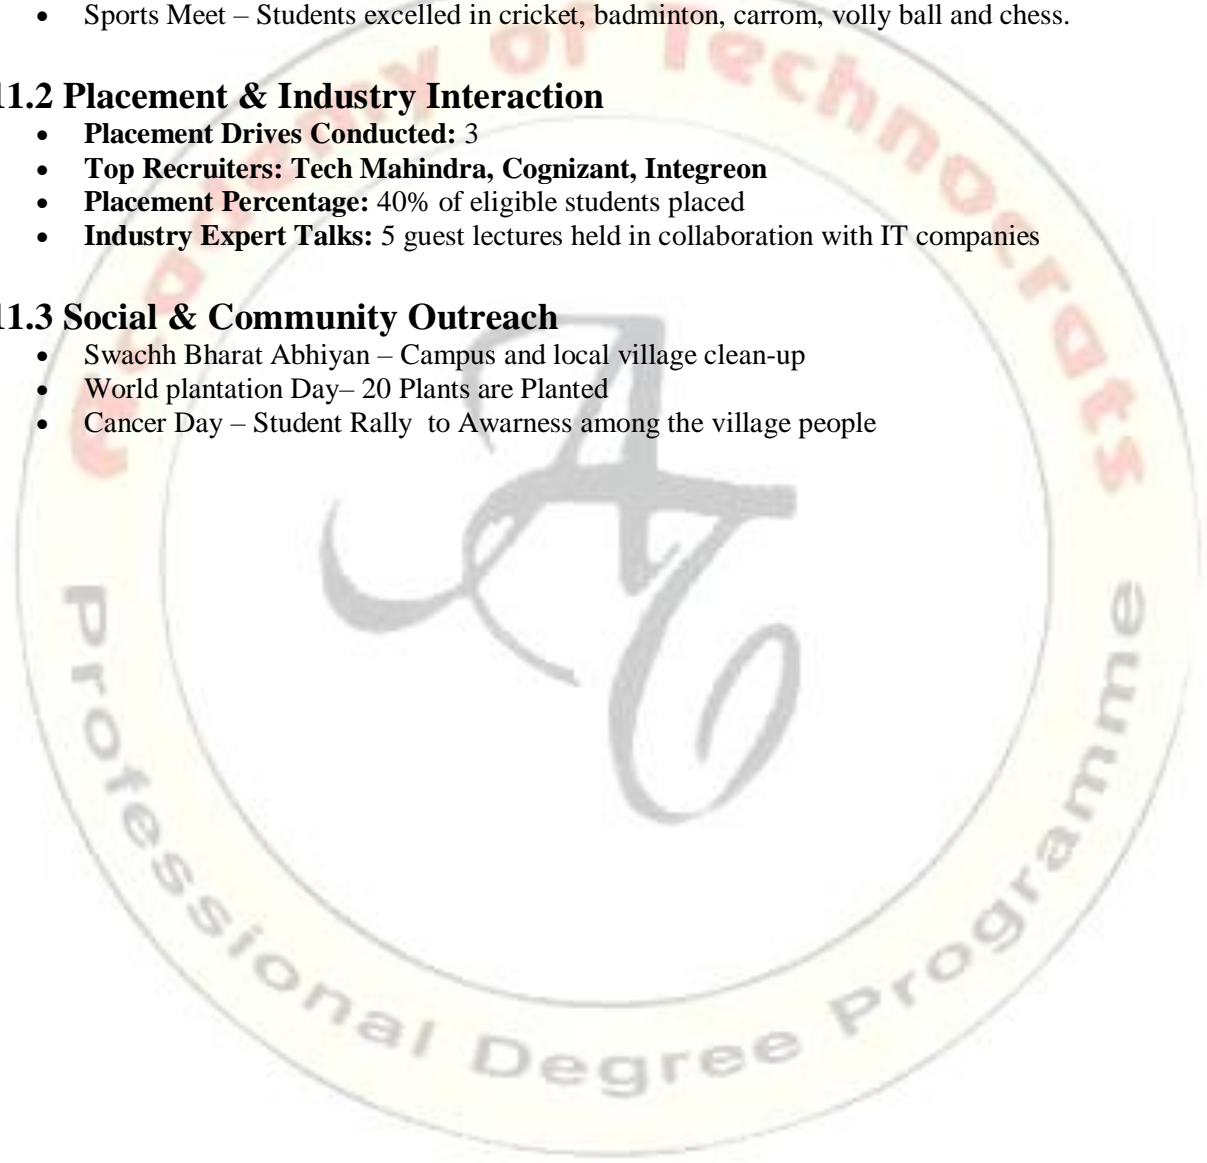 • Sports Meet – Students excelled in cricket, badminton, carrom, volly ball and chess.
11.2 Placement & Industry Interaction
• Placement Drives Conducted: 3
• Top Recruiters: Tech Mahindra, Cognizant, Integreon
• Placement Percentage: 40% of eligible students placed
• Industry Expert Talks: 5 guest lectures held in collaboration with IT companies
11.3 Social & Community Outreach
• Swachh Bharat Abhiyan – Campus and local village clean-up
• World plantation Day– 20 Plants are Planted
• Cancer Day – Student Rally  to Awarness among the village people
Academy of Technocrats
Professional Degree Programme